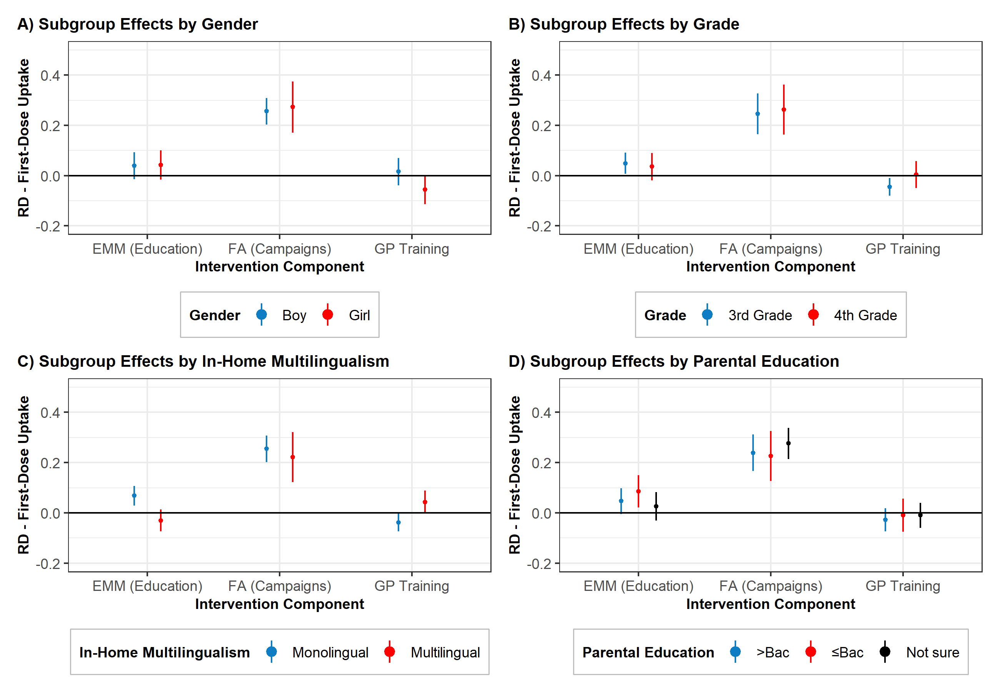 A) Subgroup Effects by Gender
RD - First-Dose Uptake
0.4
0.2
0.0
-0.2
EMM (Education) FA (Campaigns) GP Training
Intervention Component
Gender Boy Girl
B) Subgroup Effects by Grade
RD - First-Dose Uptake
0.4
0.2
0.0
-0.2
EMM (Education) FA (Campaigns) GP Training
Intervention Component
Grade 3rd Grade 4th Grade
C) Subgroup Effects by In-Home Multilingualism
RD - First-Dose Uptake
0.4
0.2
0.0
-0.2
EMM (Education) FA (Campaigns) GP Training
Intervention Component
In-Home Multilingualism Monolingual Multilingual
D) Subgroup Effects by Parental Education
RD - First-Dose Uptake
0.4
0.2
0.0
-0.2
EMM (Education) FA (Campaigns) GP Training
Intervention Component
Parental Education >Bac ≤Bac Not sure